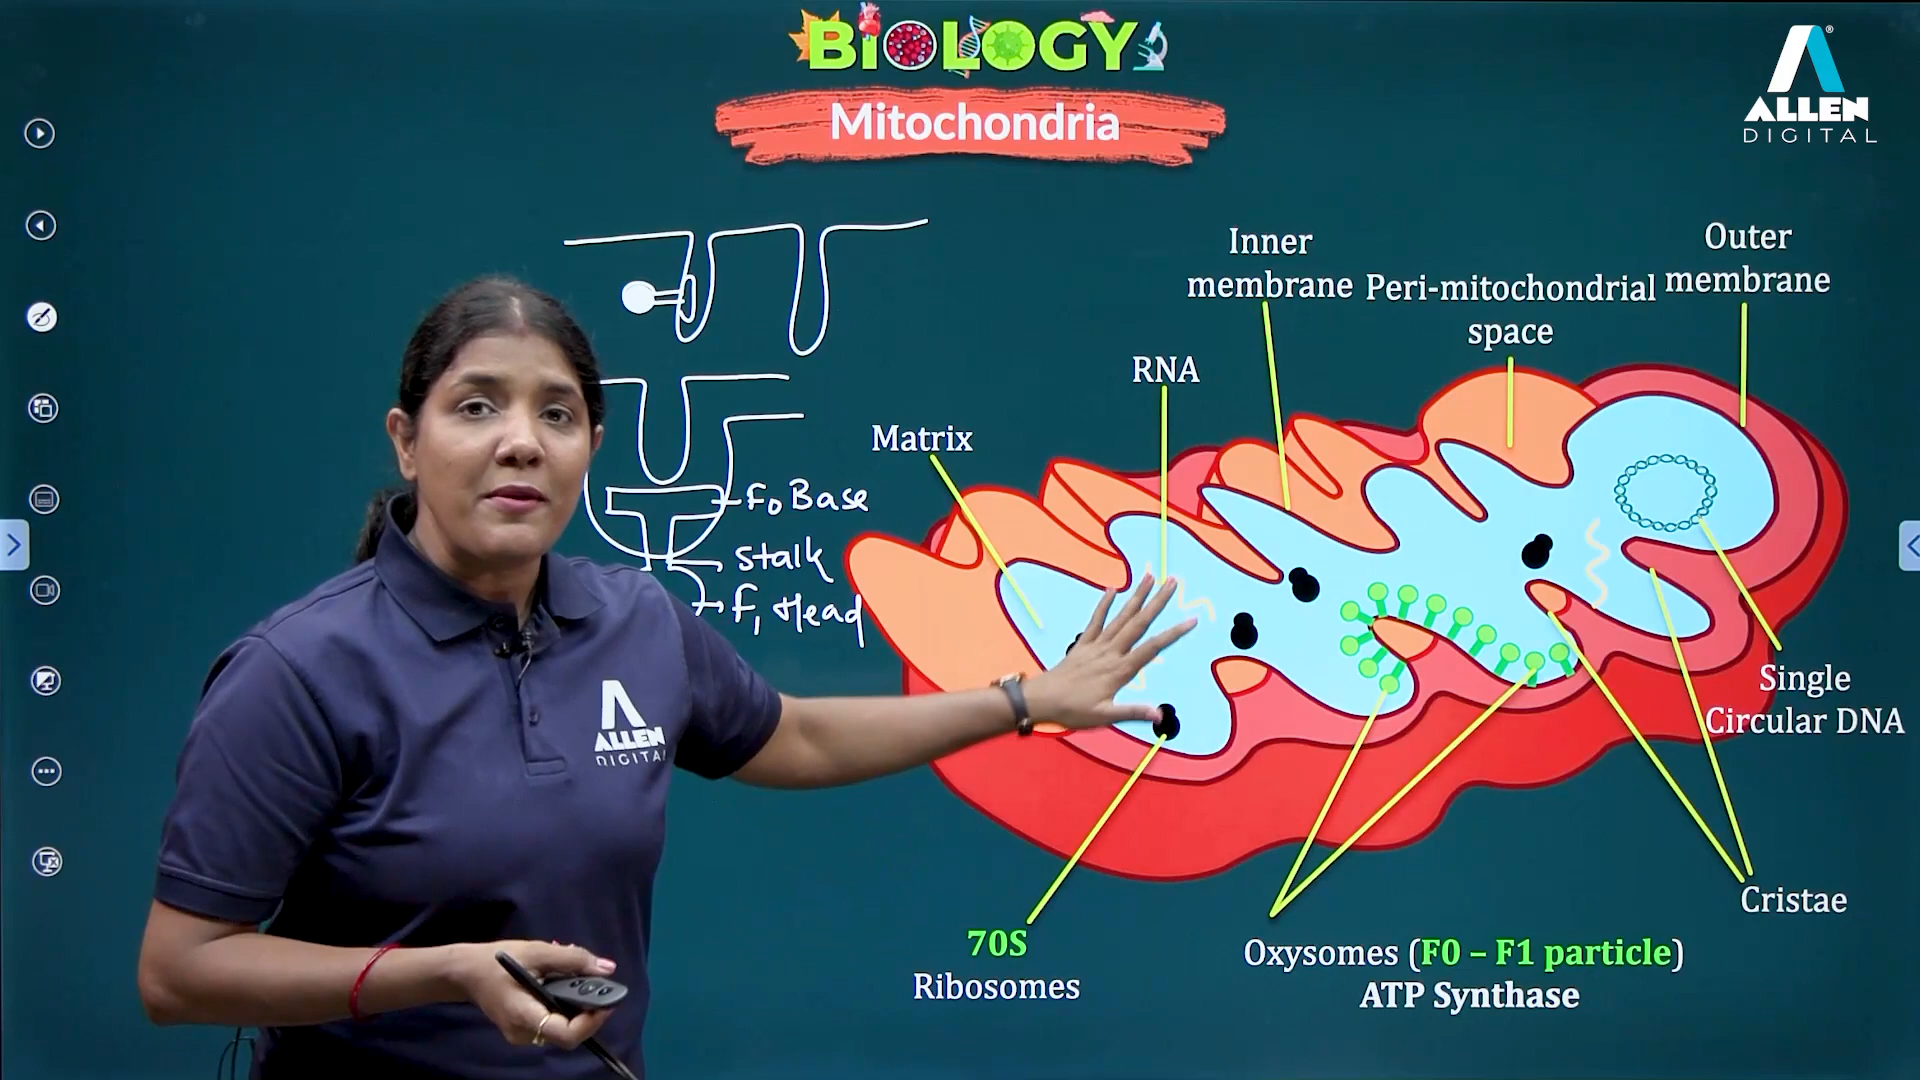 BIOLOGY
Mitochondria
ALLEN
DIGITAL
Inner
membrane
Peri-mitochondrial
space
Outer
membrane
RNA
Matrix
F0 Base
Stalk
F1 Head
Single
Circular DNA
Cristae
70S
Ribosomes
Oxysomes (F0 – F1 particle)
ATP Synthase
ALLEN
DIGITAL